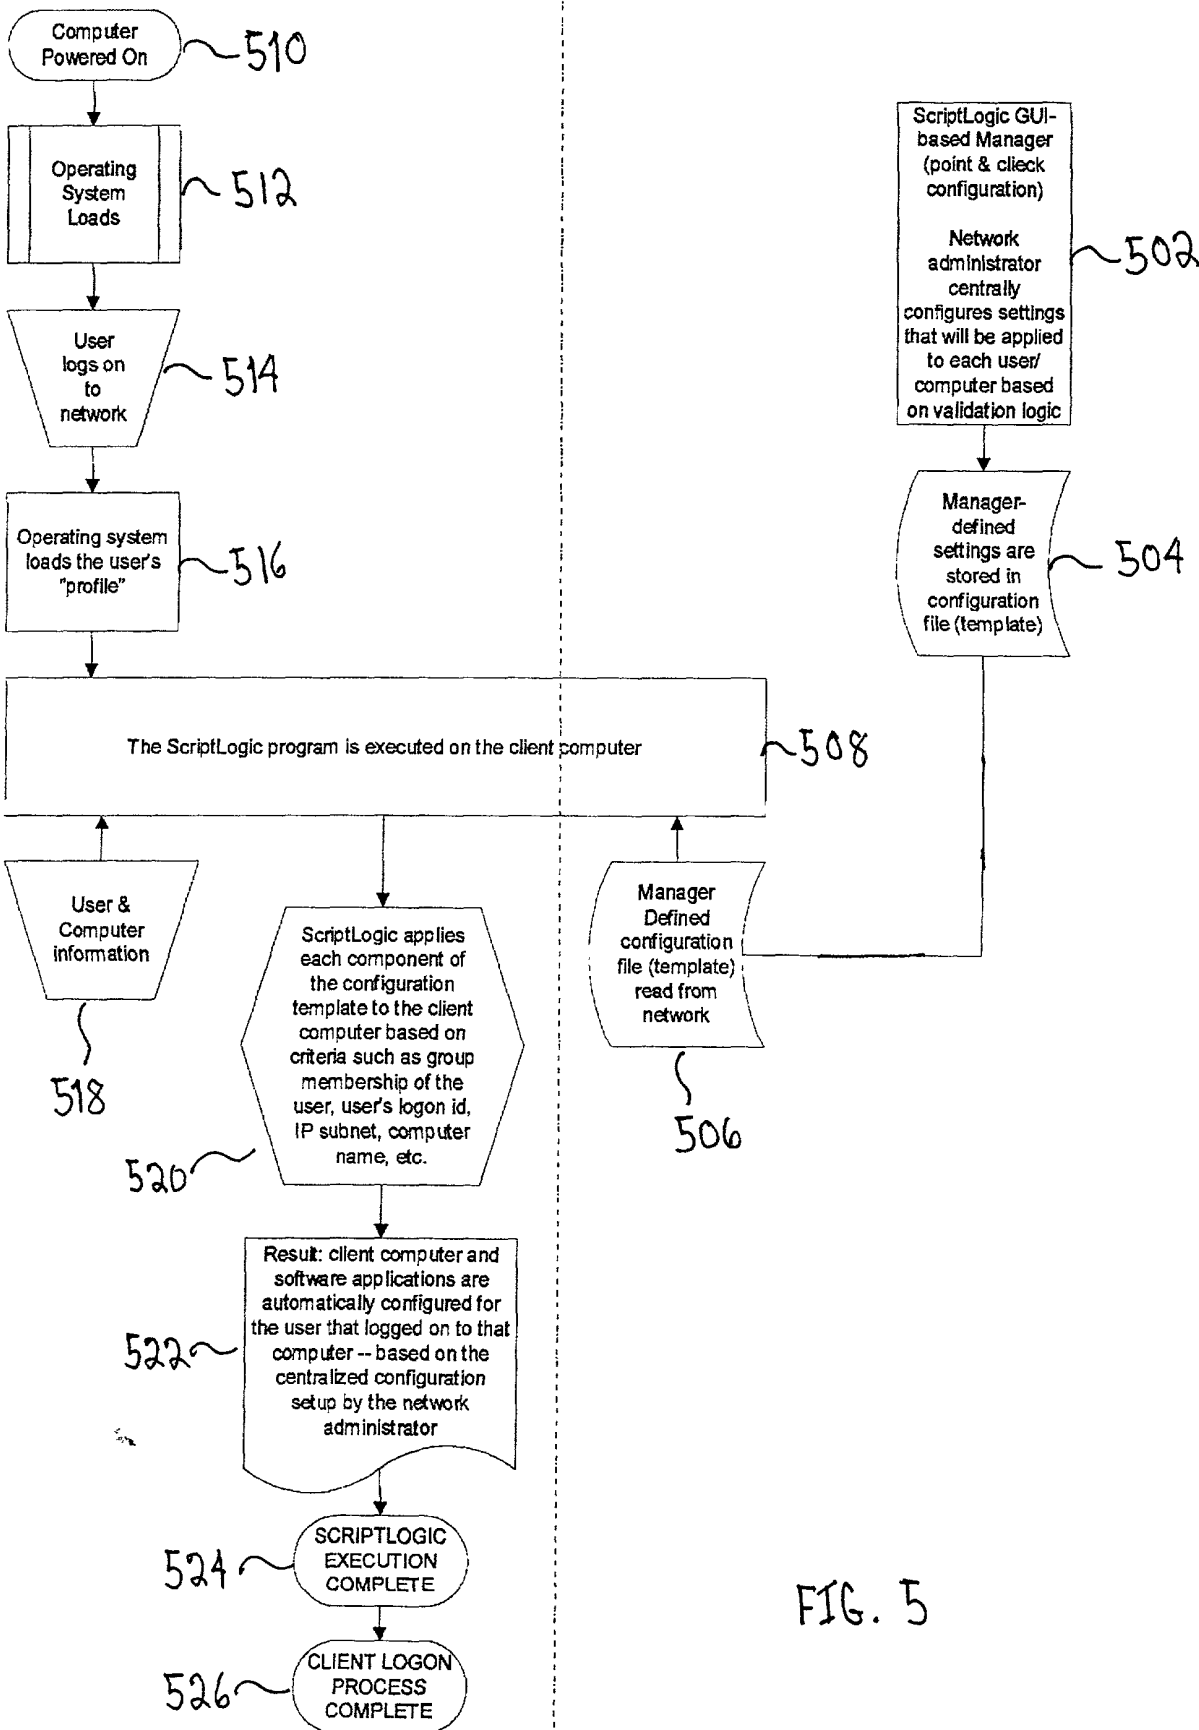 Computer
Powered On
510
Operating
System
Loads
512
User
logs on
to
network
514
Operating system
loads the user's
"profile"
516
ScriptLogic GUI-
based Manager
(point & clieck
configuration)
Network
administrator
centrally
configures settings
that will be applied
to each user/
computer based
on validation logic
502
Manager-
defined
settings are
stored in
configuration
file (template)
504
The ScriptLogic program is executed on the client computer
508
User &
Computer
information
518
ScriptLogic applies
each component of
the configuration
template to the client
computer based on
criteria such as group
membership of the
user, user's logon id,
IP subnet, computer
name, etc.
520
Manager
Defined
configuration
file (template)
read from
network
506
Result: client computer and
software applications are
automatically configured for
the user that logged on to that
computer -- based on the
centralized configuration
setup by the network
administrator
522
SCRIPTLOGIC
EXECUTION
COMPLETE
524
CLIENT LOGON
PROCESS
COMPLETE
526
FIG. 5